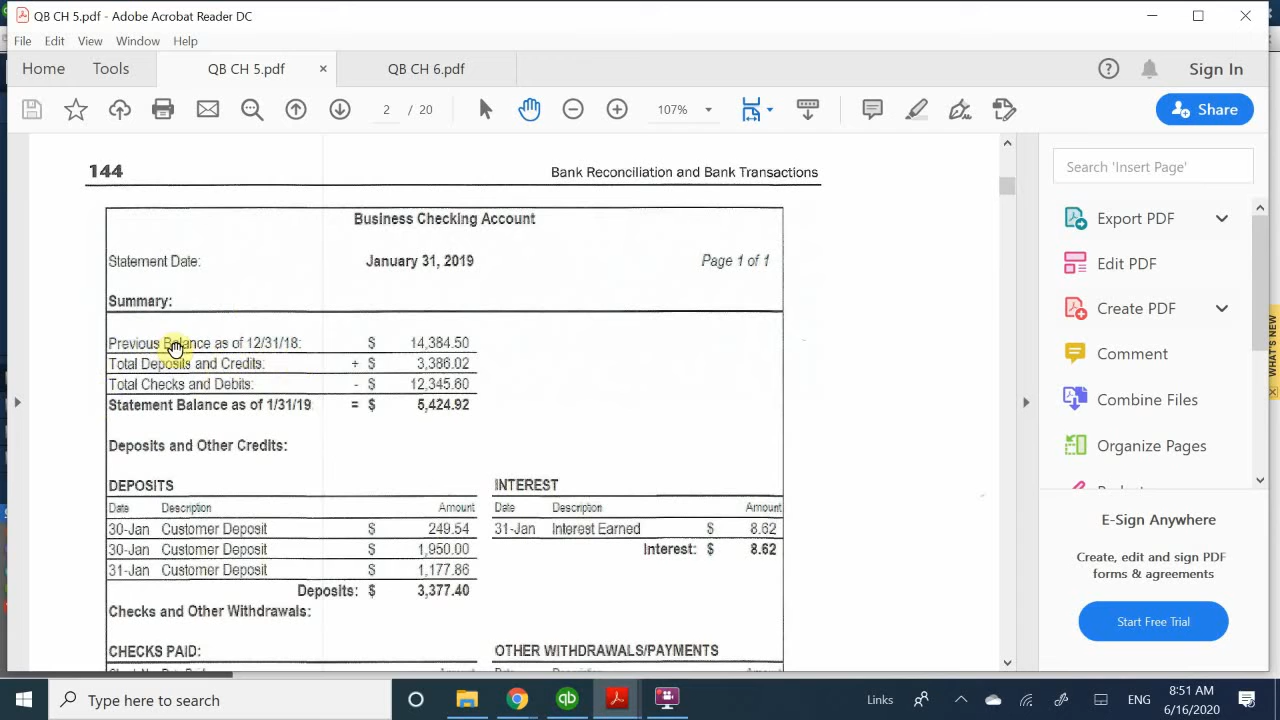 QB CH 5.pdf - Adobe Acrobat Reader DC
File Edit View Window Help
Home Tools QB CH 5.pdf × QB CH 6.pdf Sign In
2 / 20 107% Share
144 Bank Reconciliation and Bank Transactions
Business Checking Account
Statement Date: January 31, 2019 Page 1 of 1
Summary:
Previous Balance as of 12/31/18: $ 14,384.50
Total Deposits and Credits: + $ 3,386.02
Total Checks and Debits: - $ 12,345.60
Statement Balance as of 1/31/19 = $ 5,424.92
Deposits and Other Credits:
DEPOSITS
Date Description Amount
30-Jan Customer Deposit $ 249.54
30-Jan Customer Deposit $ 1,950.00
31-Jan Customer Deposit $ 1,177.86
Deposits: $ 3,377.40
INTEREST
Date Description Amount
31-Jan Interest Earned $ 8.62
Interest: $ 8.62
Checks and Other Withdrawals:
CHECKS PAID: OTHER WITHDRAWALS/PAYMENTS
Search 'Insert Page'
Export PDF
Edit PDF
Create PDF
Comment
Combine Files
Organize Pages
E-Sign Anywhere
Create, edit and sign PDF
forms & agreements
Start Free Trial
WHAT'S NEW
Type here to search
Links
ENG
8:51 AM
6/16/2020